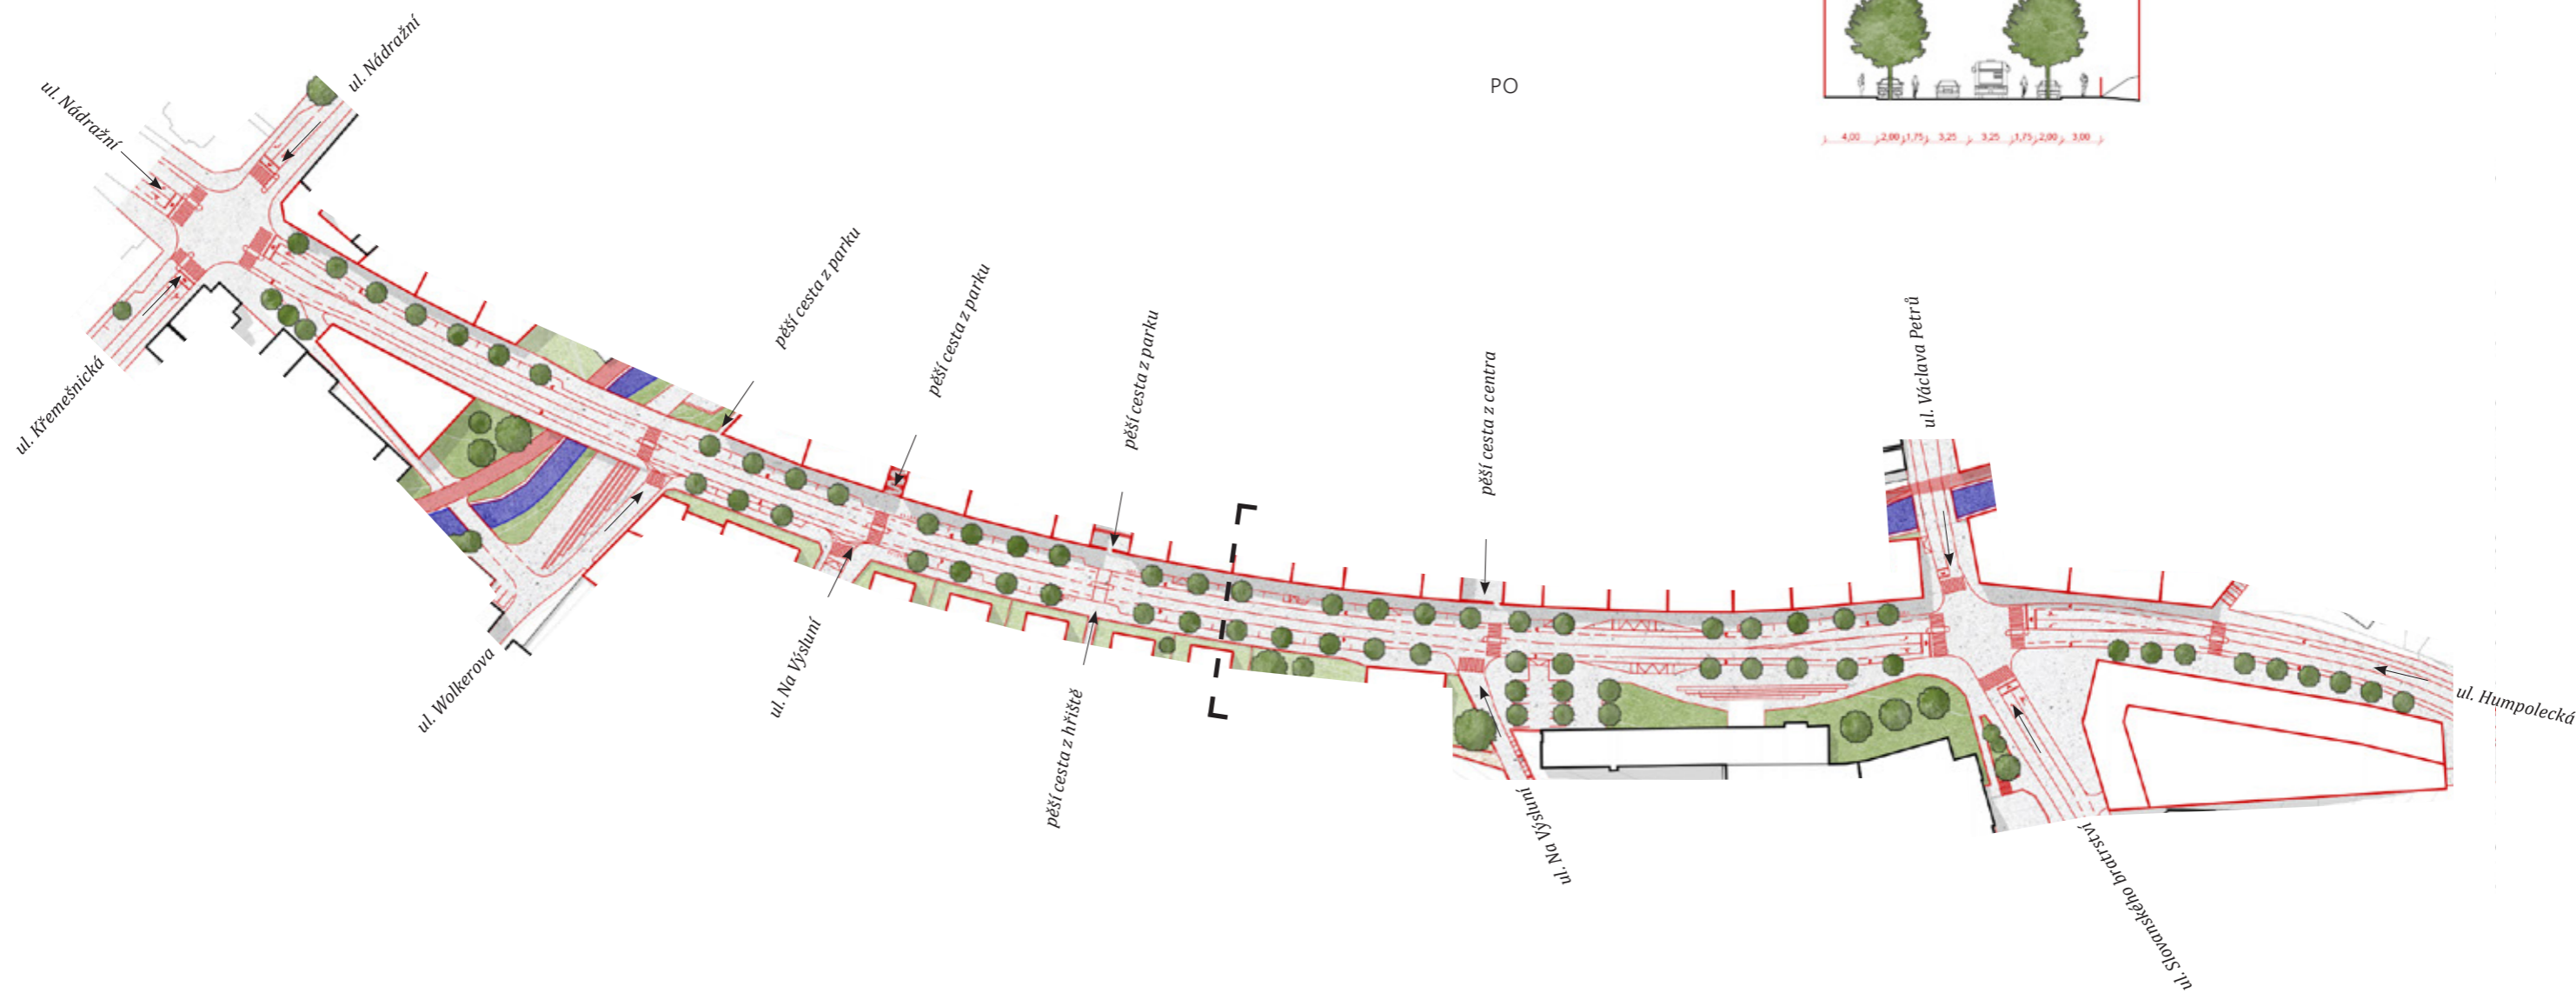 PO
4,00 2,00 1,75 3,25 3,25 1,75 2,00 3,00
ul. Nádražní
ul. Nádražní
ul. Křemešnická
pěší cesta z parku
pěší cesta z parku
pěší cesta z parku
pěší cesta z centra
ul. Václava Petrů
ul. Wolkerova
ul. Na Výsluní
pěší cesta z hřiště
ul. Na Výsluní
ul. Slovanského bratrství
ul. Humpolecká